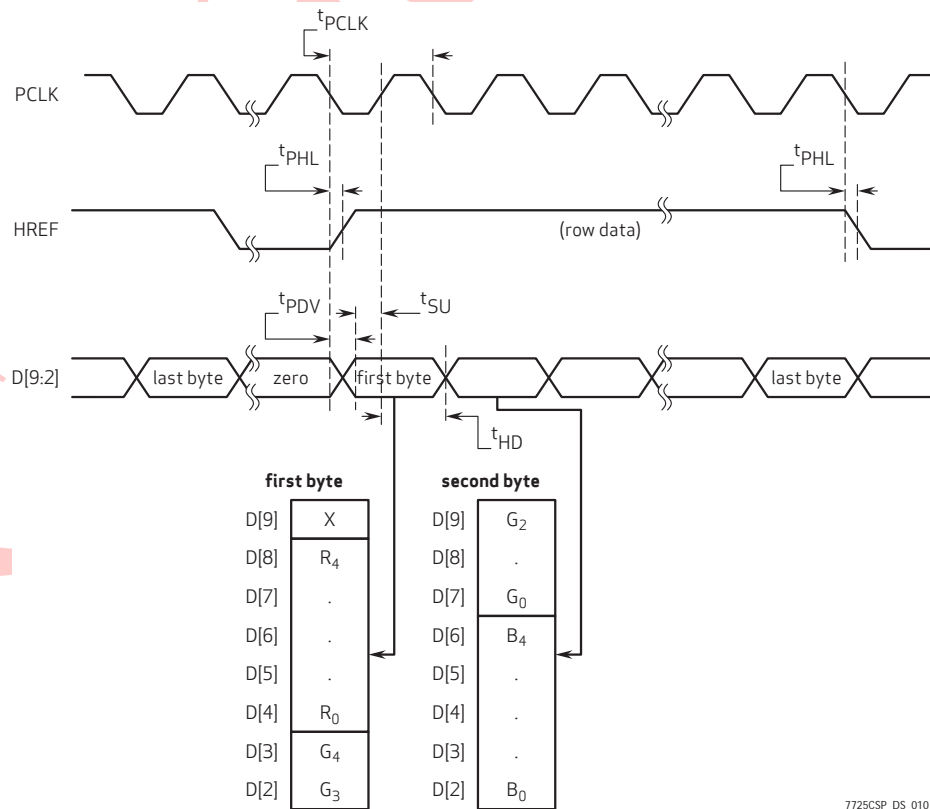 tPCLK
PCLK
tPHL
tPHL
HREF
(row data)
tPDV
tSU
D[9:2]
last byte
zero
first byte
last byte
tHD
first byte
second byte
D[9] X
D[9] G2
D[8] R4
D[8] .
D[7] .
D[7] G0
D[6] .
D[6] B4
D[5] .
D[5] .
D[4] R0
D[4] .
D[3] G4
D[3] .
D[2] G3
D[2] B0
7725CSP_DS_010